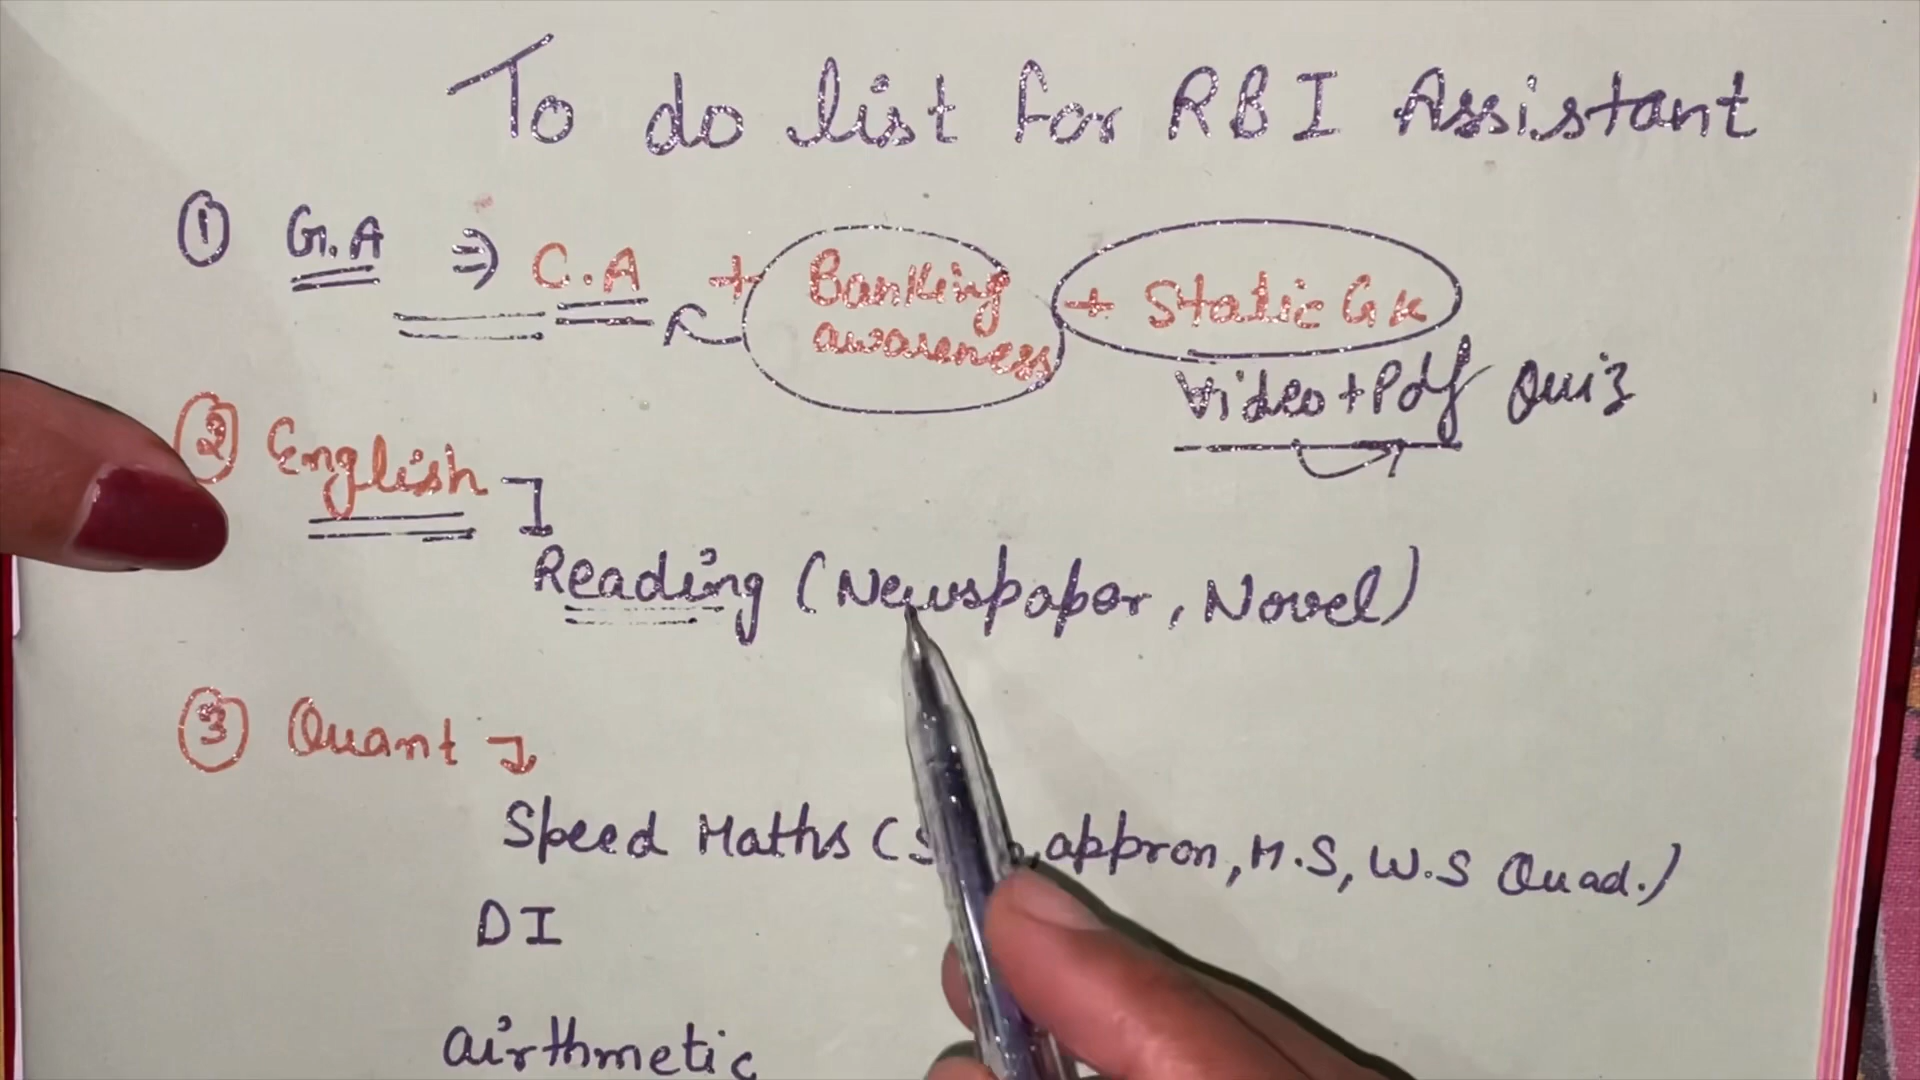 To do list for RBI Assistant
① G.A ⇒ C.A + Banking awareness + Static Gk
Video + Pdf Quiz
② English
Reading (Newspaper, Novel)
③ Quant
Speed Maths ( appron, M.S, W.S Quad.)
DI
airthmetic